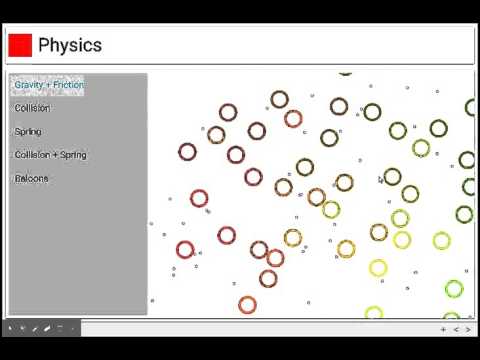 Physics
Gravity + Friction
Collision
Spring
Collision + Spring
Baloons